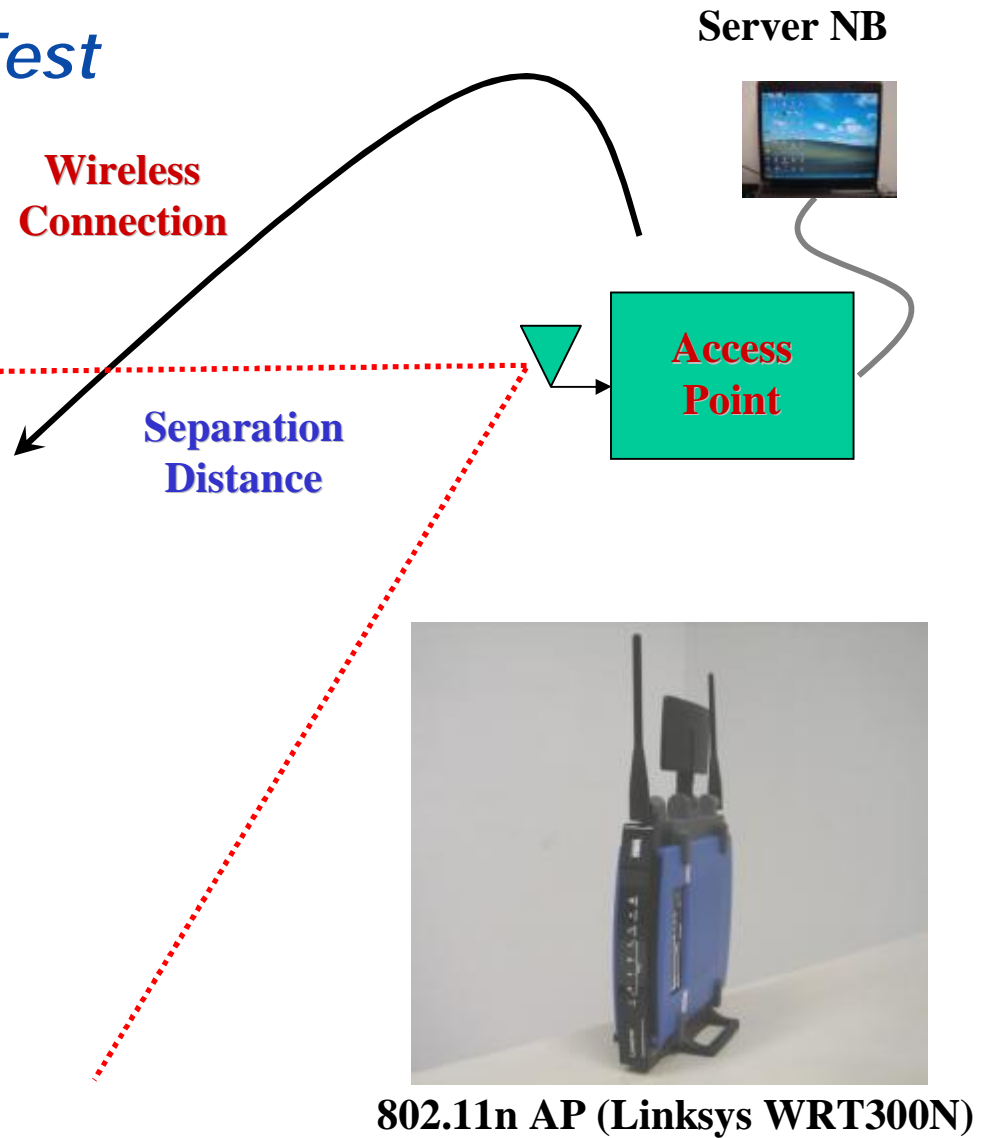 Test
Server NB
Wireless
Connection
Access
Point
Separation
Distance
802.11n AP (Linksys WRT300N)